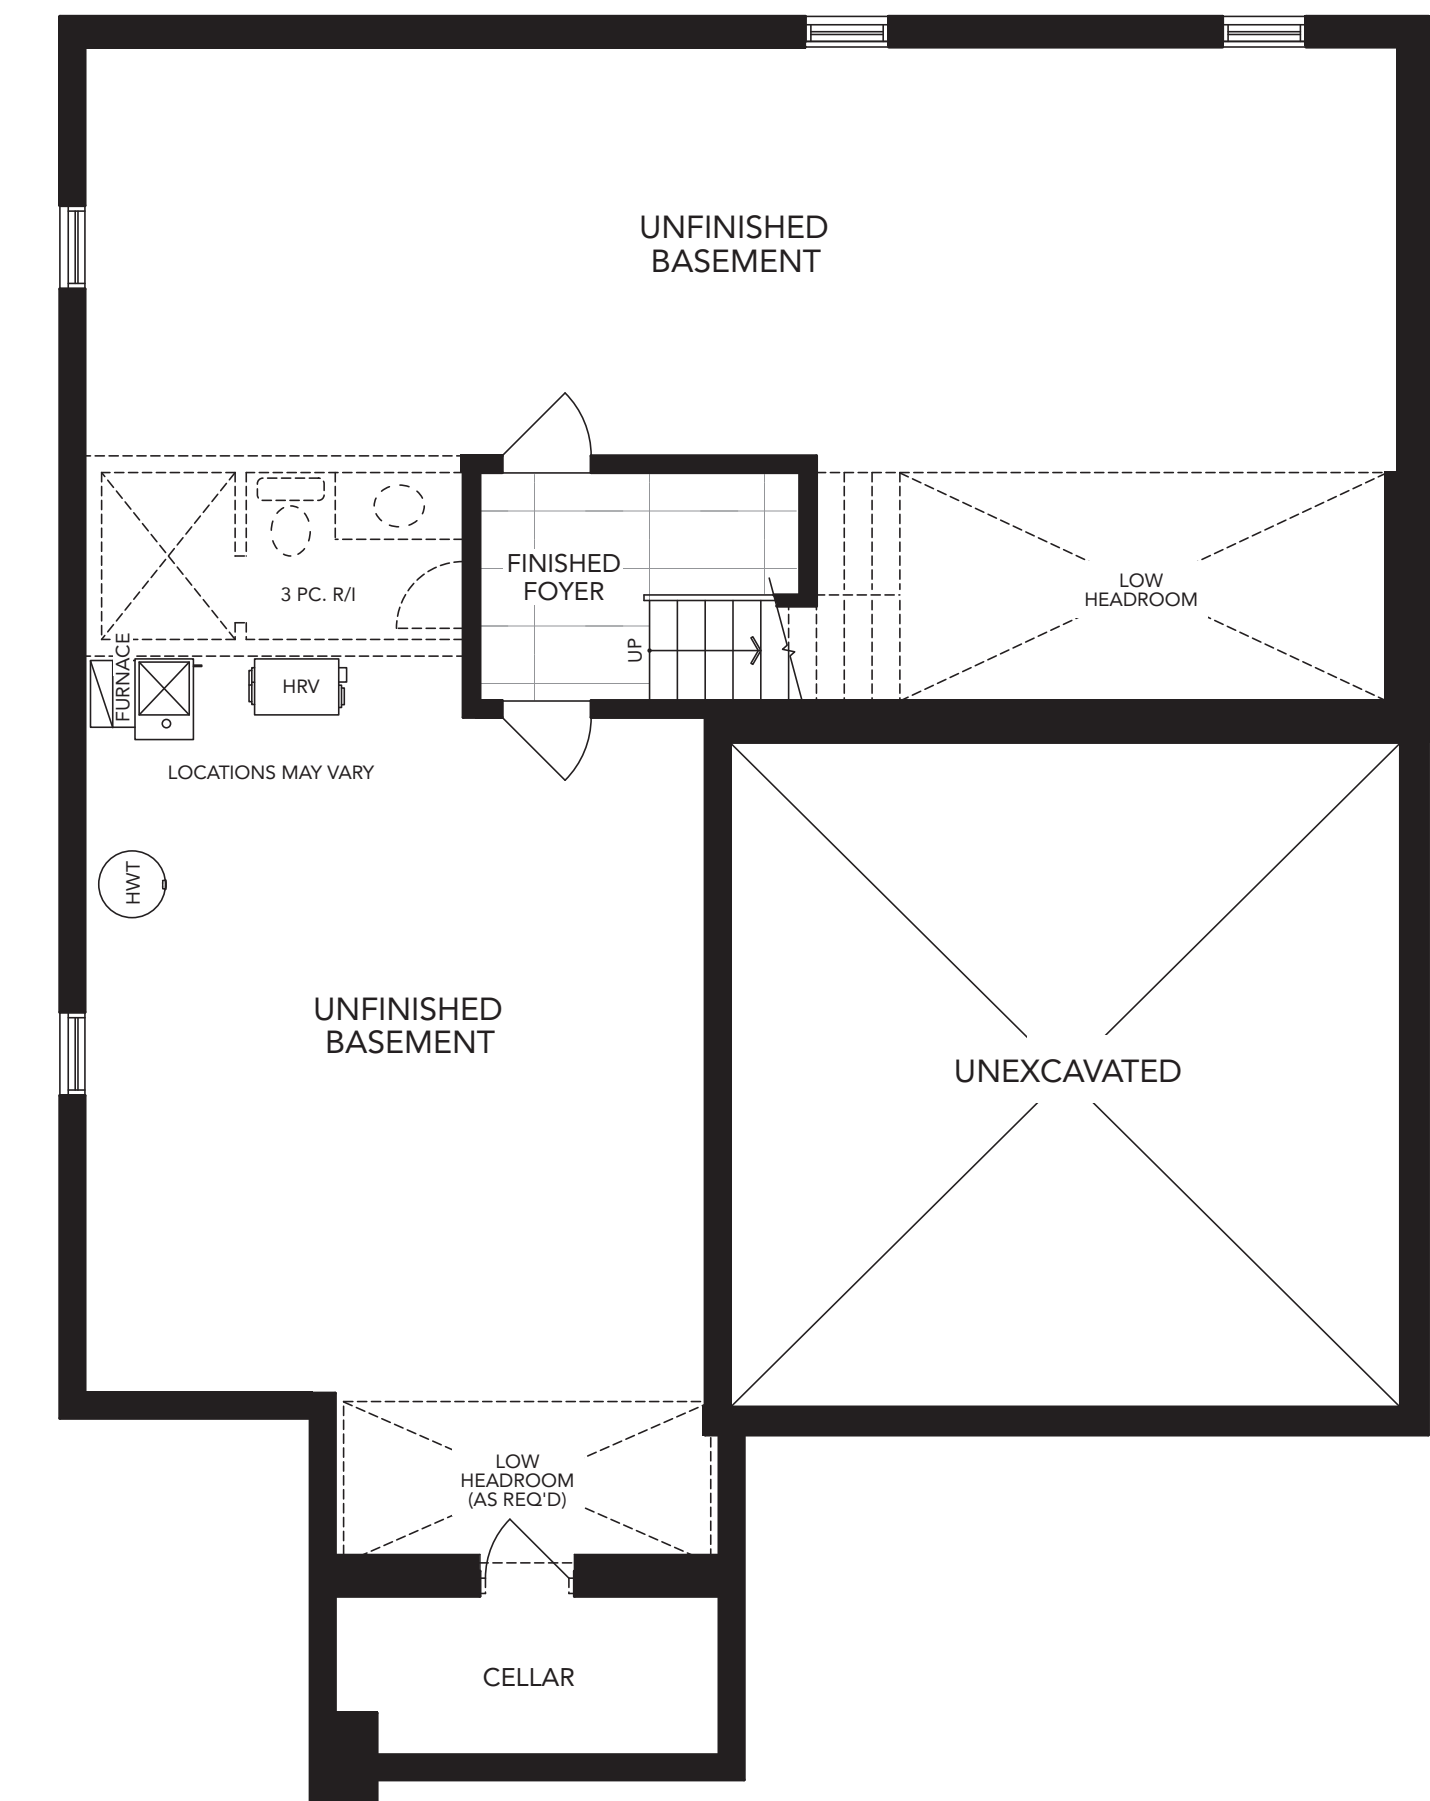 UNFINISHED
BASEMENT
FINISHED
FOYER
LOW
HEADROOM
3 PC. R/I
UP
FURNACE
HRV
LOCATIONS MAY VARY
HWT
UNFINISHED
BASEMENT
UNEXCAVATED
LOW
HEADROOM
(AS REQ'D)
CELLAR